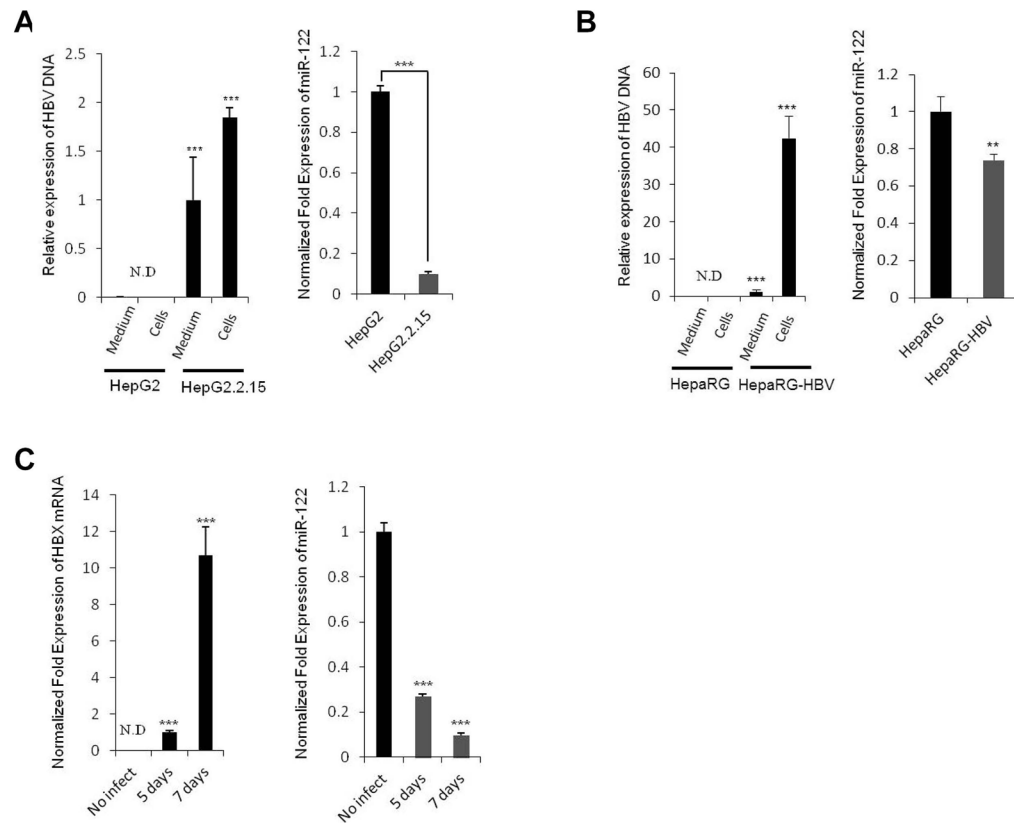 A
Relative expression of HBV DNA
2.5
2
1.5
1
0.5
0
N.D
***
***
Medium
Cells
Medium
Cells
HepG2
HepG2.2.15
Normalized Fold Expression of miR-122
1.2
1
0.8
0.6
0.4
0.2
0
***
HepG2
HepG2.2.15
B
Relative expression of HBV DNA
60
50
40
30
20
10
0
N.D
***
***
Medium
Cells
Medium
Cells
HepaRG
HepaRG-HBV
Normalized Fold Expression of miR-122
1.2
1
0.8
0.6
0.4
0.2
0
**
HepaRG
HepaRG-HBV
C
Normalized Fold Expression of HBX mRNA
14
12
10
8
6
4
2
0
N.D
***
***
No infect
5 days
7 days
Normalized Fold Expression of miR-122
1.2
1
0.8
0.6
0.4
0.2
0
***
***
No infect
5 days
7 days